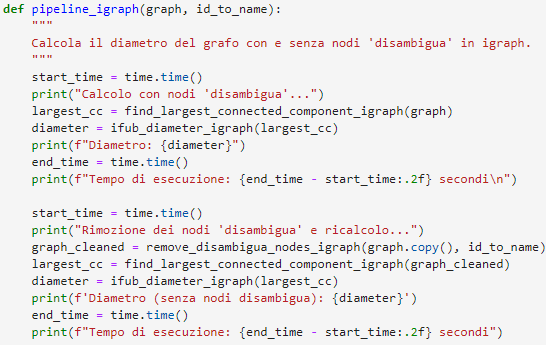 def pipeline_igraph(graph, id_to_name):
    """
    Calcola il diametro del grafo con e senza nodi 'disambigua' in igraph.
    """
    start_time = time.time()
    print("Calcolo con nodi 'disambigua'...")
    largest_cc = find_largest_connected_component_igraph(graph)
    diameter = ifub_diameter_igraph(largest_cc)
    print(f"Diametro: {diameter}")
    end_time = time.time()
    print(f"Tempo di esecuzione: {end_time - start_time:.2f} secondi\n")

    start_time = time.time()
    print("Rimozione dei nodi 'disambigua' e ricalcolo...")
    graph_cleaned = remove_disambigua_nodes_igraph(graph.copy(), id_to_name)
    largest_cc = find_largest_connected_component_igraph(graph_cleaned)
    diameter = ifub_diameter_igraph(largest_cc)
    print(f'Diametro (senza nodi disambigua): {diameter}')
    end_time = time.time()
    print(f"Tempo di esecuzione: {end_time - start_time:.2f} secondi")